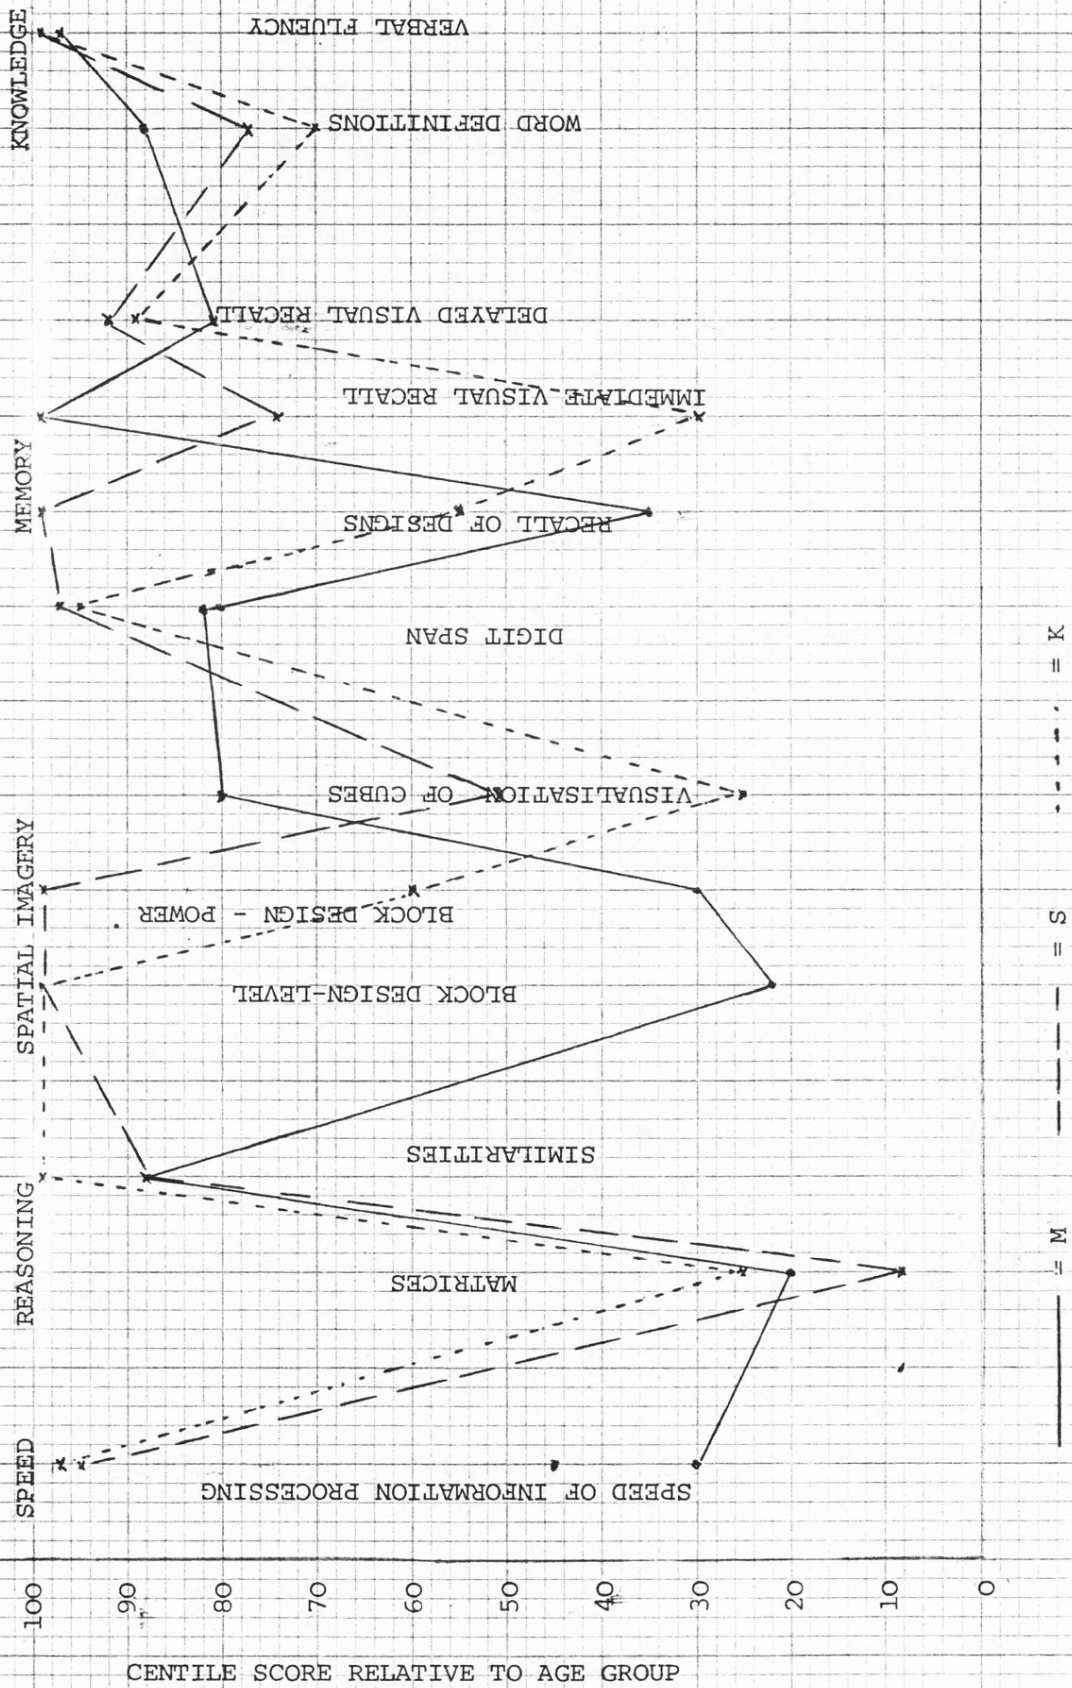 SPEED
REASONING
SPATIAL IMAGERY
MEMORY
KNOWLEDGE
CENTILE SCORE RELATIVE TO AGE GROUP
100
90
80
70
60
50
40
30
20
10
0
SPEED OF INFORMATION PROCESSING
MATRICES
SIMILARITIES
BLOCK DESIGN-LEVEL
BLOCK DESIGN - POWER
VISUALISATION OF CUBES
DIGIT SPAN
RECALL OF DESIGNS
IMMEDIATE VISUAL RECALL
DELAYED VISUAL RECALL
WORD DEFINITIONS
VERBAL FLUENCY
= M
= S
= K